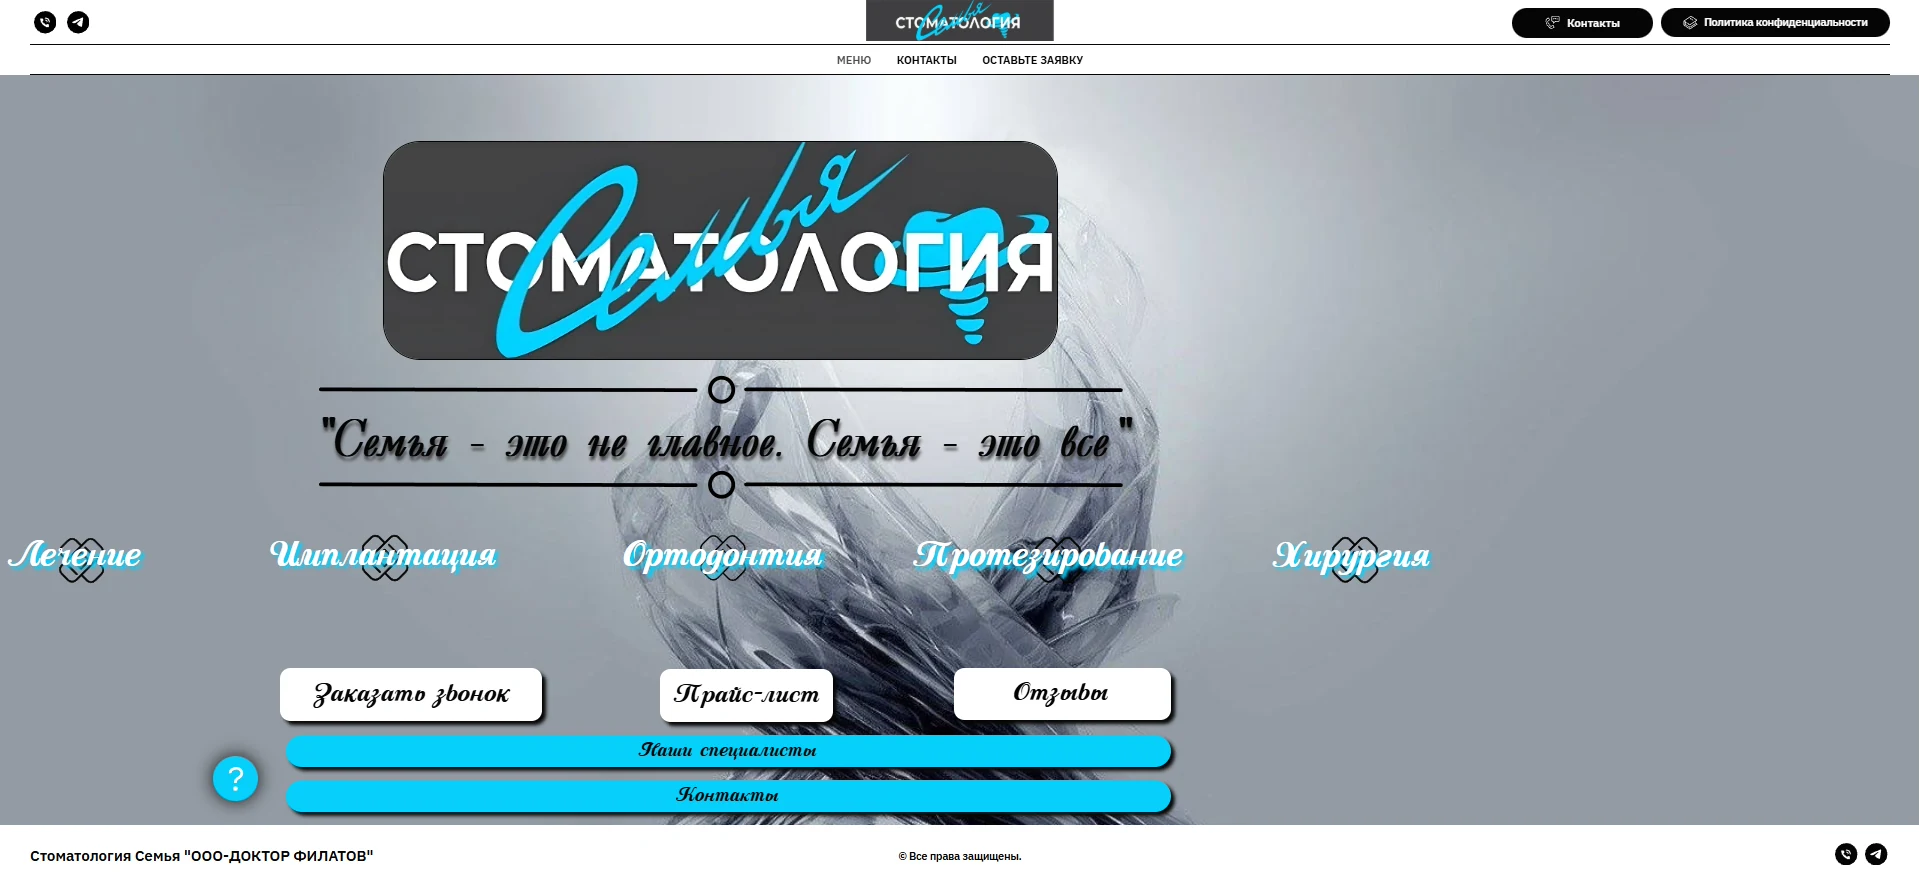 СТОМАТОЛОГИЯ Семья
Контакты
Политика конфиденциальности
МЕНЮ КОНТАКТЫ ОСТАВЬТЕ ЗАЯВКУ
СТОМАТОЛОГИЯ Семья
"Семья - это не главное. Семья - это все"
Лечение Имплантация Ортодонтия Протезирование Хирургия
Заказать звонок Прайс-лист Отзывы
Наши специалисты
?
Контакты
Стоматология Семья "ООО-ДОКТОР ФИЛАТОВ" © Все права защищены.